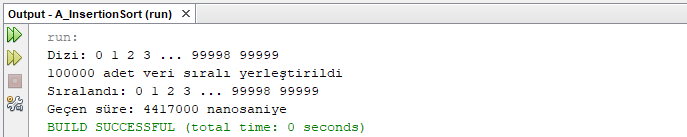 Output - A_InsertionSort (run) ×
run:
Dizi: 0 1 2 3 ... 99998 99999
100000 adet veri sıralı yerleştirildi
Sıralandı: 0 1 2 3 ... 99998 99999
Geçen süre: 4417000 nanosaniye
BUILD SUCCESSFUL (total time: 0 seconds)